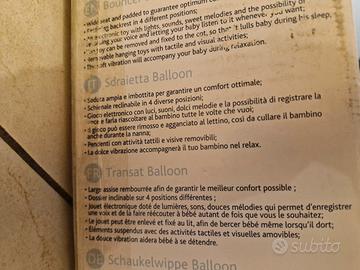 EN Bouncer
• Wide seat and padded to guarantee optimum
backrest in 4 different positions;
electronic toy with lights, sounds, sweet melodies and the possibility of
your voice and letting your baby listen to it whenever you want;
toy can be removed and fixed to the cot, so that it lulls baby during his sleep,
hanging toys with tactile and visual activities;
soft vibration will accompany your baby during relaxation.
IT
Sdraietta Balloon
• Seduta ampia e imbottita per garantire un comfort ottimale;
• Schienale reclinabile in 4 diverse posizioni;
• Gioco elettronico con luci, suoni, dolci melodie e la possibilità di registrare la
voce e farla riascoltare al bambino tutte le volte che vuoi;
il gioco può essere rimosso e agganciato al lettino, così da cullare il bambino
anche durante la nanna;
• Pendenti con attività tattili e visive removibili;
• La dolce vibrazione accompagnerà il tuo bambino nel relax.
FR
Transat Balloon
• Large assise rembourrée afin de garantir le meilleur confort possible ;
• Dossier inclinable sur 4 positions différentes ;
• Jouet électronique doté de lumières, sons, douces mélodies qui permet d'enregistrer
une voix et de la faire réécouter à bébé autant de fois que vous le souhaitez;
• Le jouet peut être enlevé et fixé au lit, afin de bercer bébé même lorsqu'il dort;
• Eléments suspendus avec des activités tactiles et visuelles amovibles;
• La douce vibration aidera bébé à se détendre.
DE
Schaukelwippe Balloon
subito